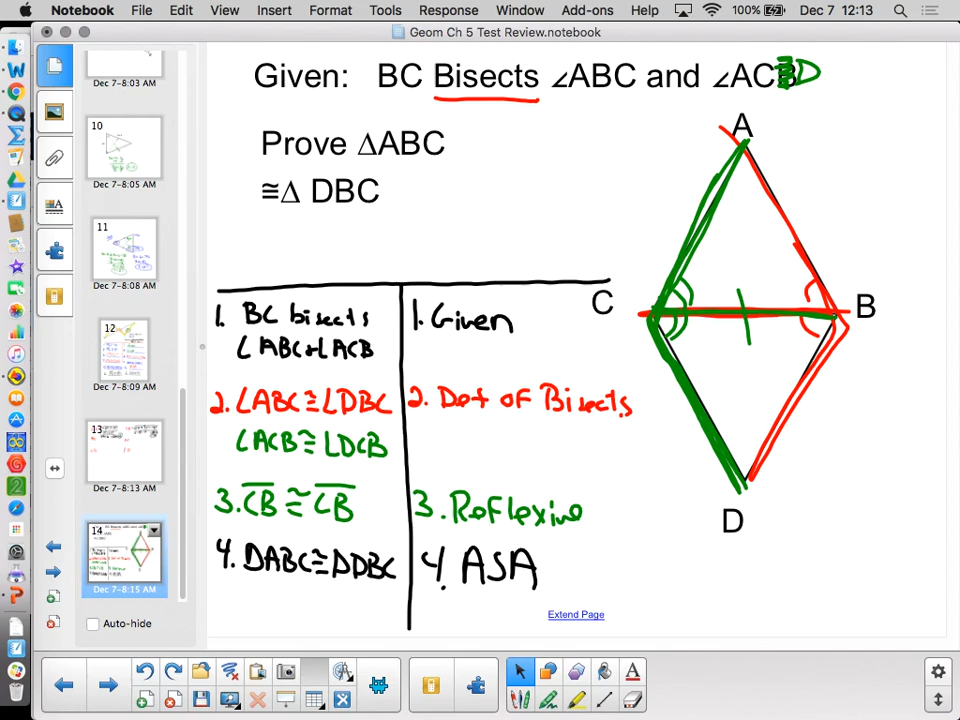 Notebook File Edit View Insert Format Tools Response Window Add-ons Help 100% Dec 7 12:13
Geom Ch 5 Test Review.notebook
Given: BC Bisects ∠ABC and ∠ACD
Prove ΔABC
≅Δ DBC
A
C
B
D
1. BC bisects
∠ABC+∠ACB
1. Given
2. ∠ABC≅∠DBC
∠ACB≅∠DCB
2. Def of Bisects
3. CB≅CB
3. Reflexive
4. DABC≅DDBC
4. ASA
Extend Page
Dec 7-8:03 AM
10
Dec 7-8:05 AM
11
Dec 7-8:08 AM
12
Dec 7-8:09 AM
13
Dec 7-8:13 AM
14
Dec 7-8:15 AM
Auto-hide